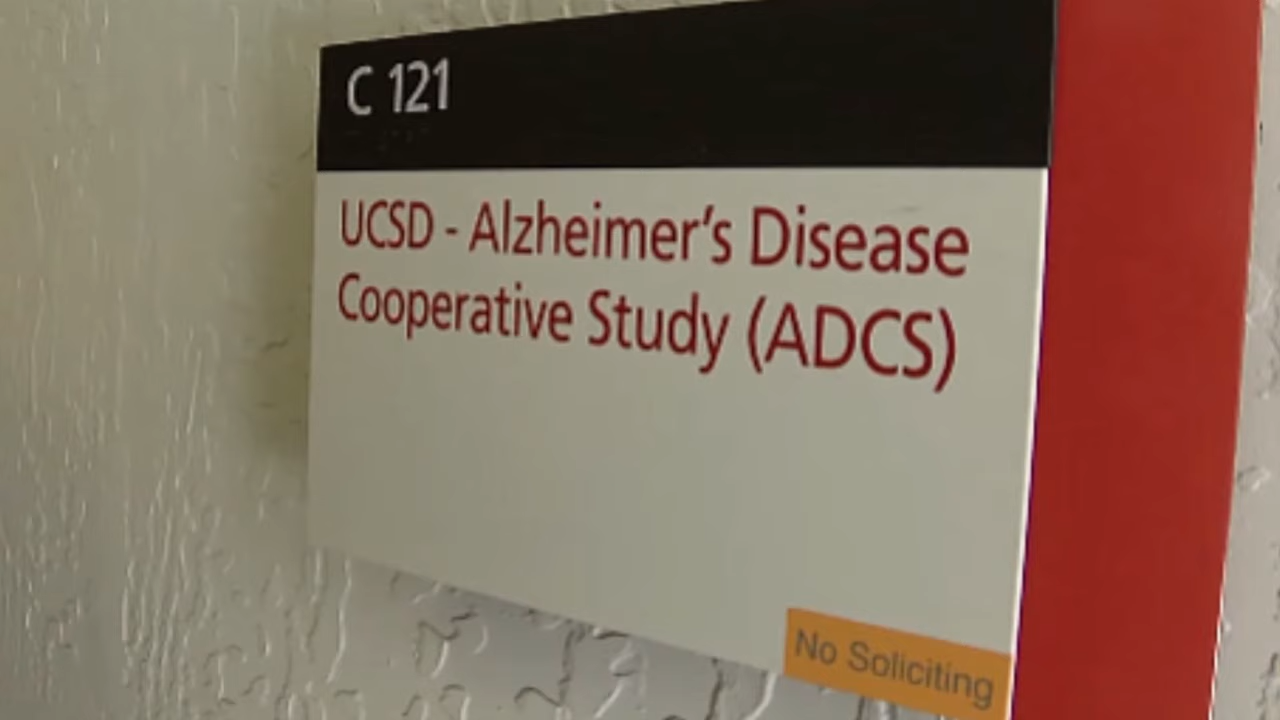 C 121
UCSD - Alzheimer's Disease
Cooperative Study (ADCS)
No Soliciting